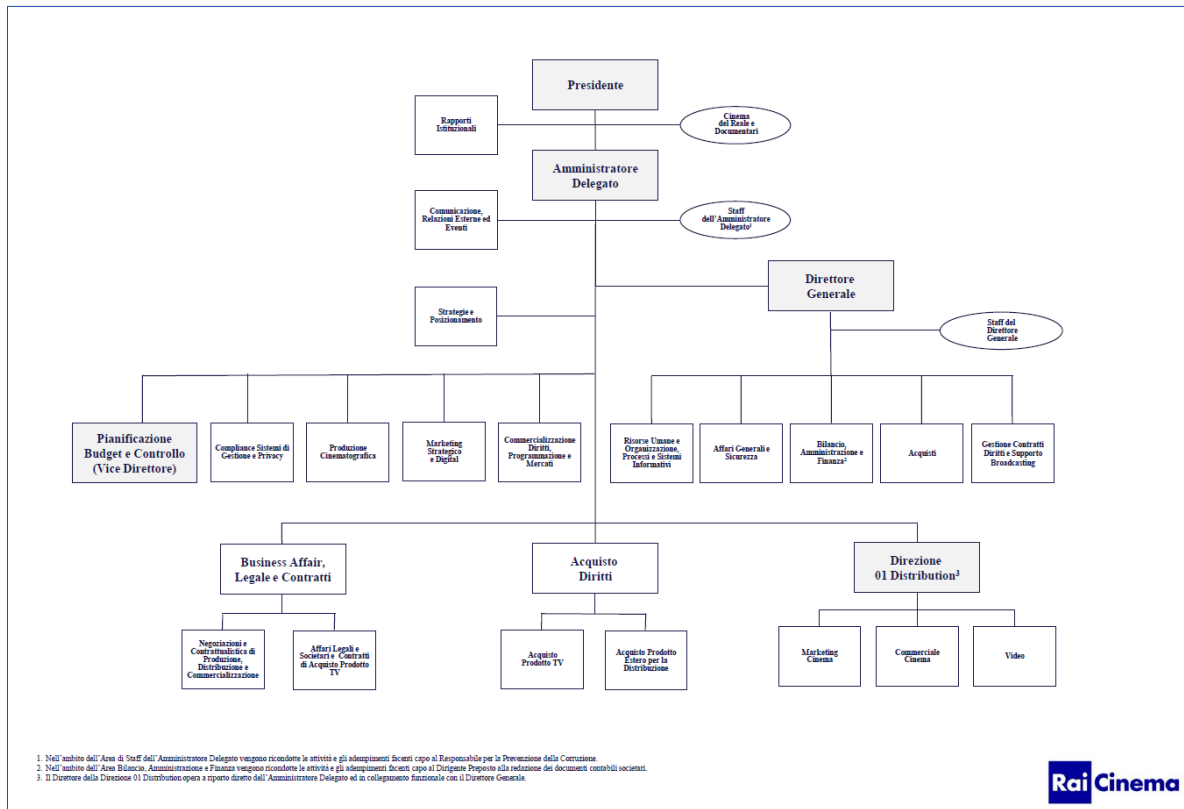 Presidente
Rapporti
Istituzionali
Cinema
del Reale e
Documentari
Amministratore
Delegato
Comunicazione,
Relazioni Esterne ed
Eventi
Staff
dell'Amministratore
Delegato¹
Direttore
Generale
Strategie e
Posizionamento
Staff del
Direttore
Generale
Pianificazione
Budget e Controllo
(Vice Direttore)
Compliance Sistemi di
Gestione e Privacy
Produzione
Cinematografica
Marketing
Strategico
e Digital
Commercializzazione
Diritti,
Programmazione e
Mercati
Risorse Umane e
Organizzazione,
Processi e Sistemi
Informativi
Affari Generali e
Sicurezza
Bilancio,
Amministrazione e
Finanza²
Acquisti
Gestione Contratti
Diritti e Supporto
Broadcasting
Business Affair,
Legale e Contratti
Acquisto
Diritti
Direzione
01 Distribution³
Negoziazioni e
Contrattualistica di
Produzione,
Distribuzione e
Commercializzazione
Affari Legali e
Societari e Contratti
di Acquisto Prodotto
TV
Acquisto
Prodotto TV
Acquisto Prodotto
Estero per la
Distribuzione
Marketing
Cinema
Commerciale
Cinema
Video
1. Nell'ambito dell'Area di Staff dell'Amministratore Delegato vengono ricondotte le attività e gli adempimenti facenti capo al Responsabile per la Prevenzione della Corruzione.
2. Nell'ambito dell'Area Bilancio, Amministrazione e Finanza vengono ricondotte le attività e gli adempimenti facenti capo al Dirigente Preposto alla redazione dei documenti contabili societari.
3. Il Direttore della Direzione 01 Distribution opera a riporto diretto dell'Amministratore Delegato ed in collegamento funzionale con il Direttore Generale.
Rai Cinema